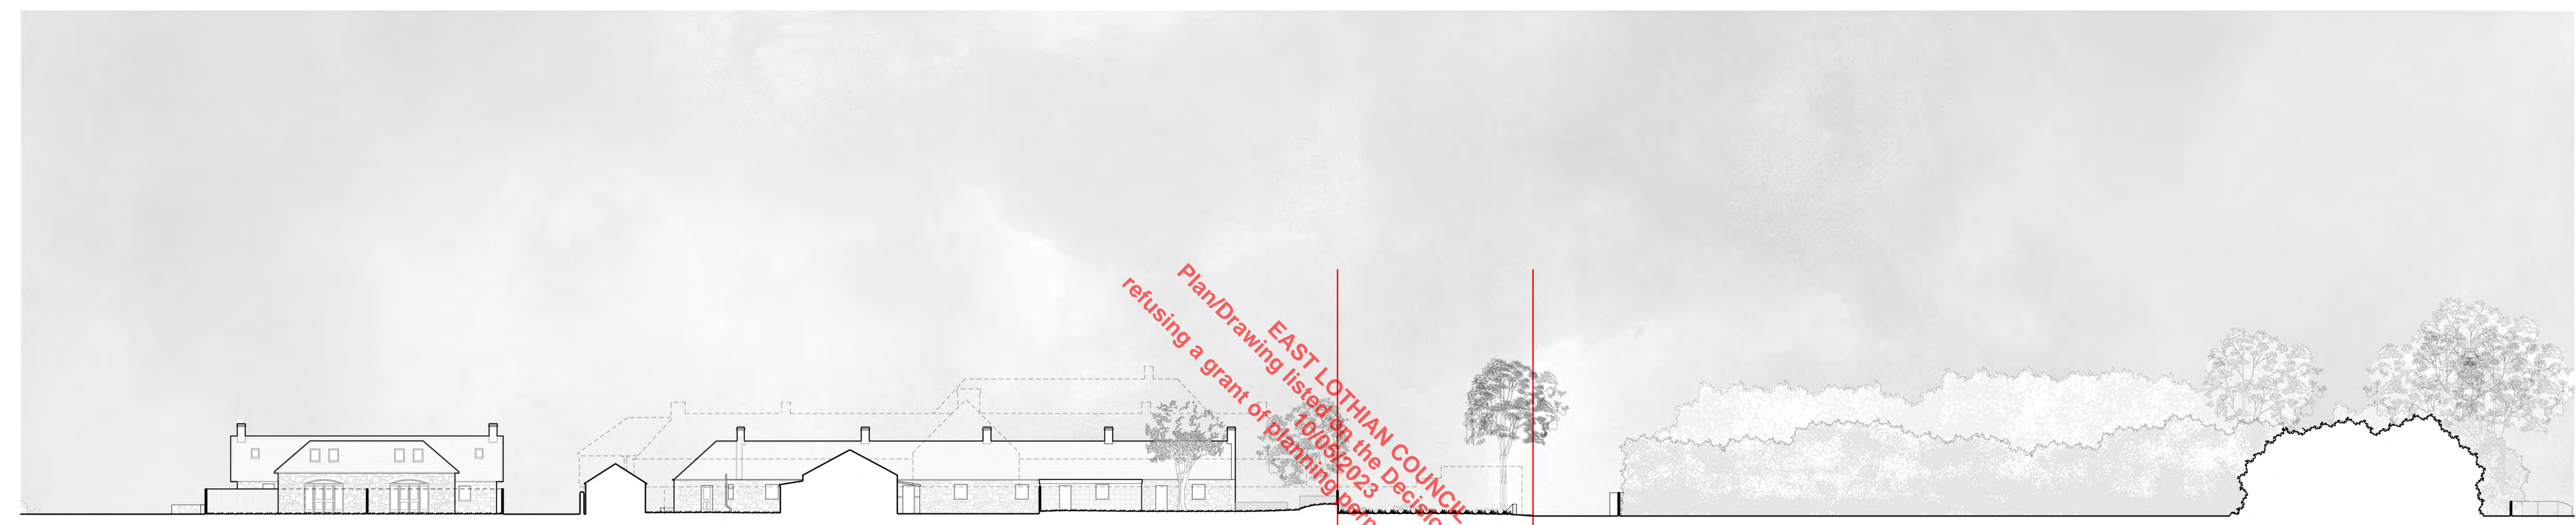 EAST LOTHIAN COUNCIL
Plan/Drawing listed on the Decision
10/05/2023
refusing a grant of planning